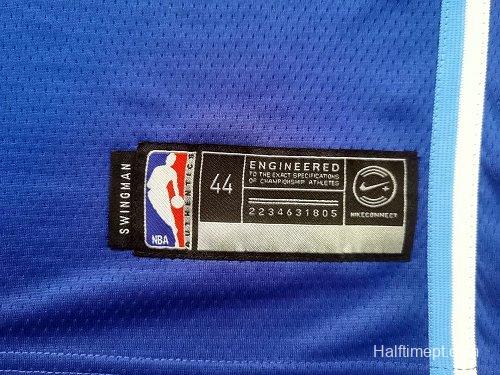 SWINGMAN
NBA
AUTHENTICS
44
ENGINEERED
TO THE EXACT SPECIFICATIONS
OF CHAMPIONSHIP ATHLETES
2234631805
NIKECONNECT
Halftimept.com